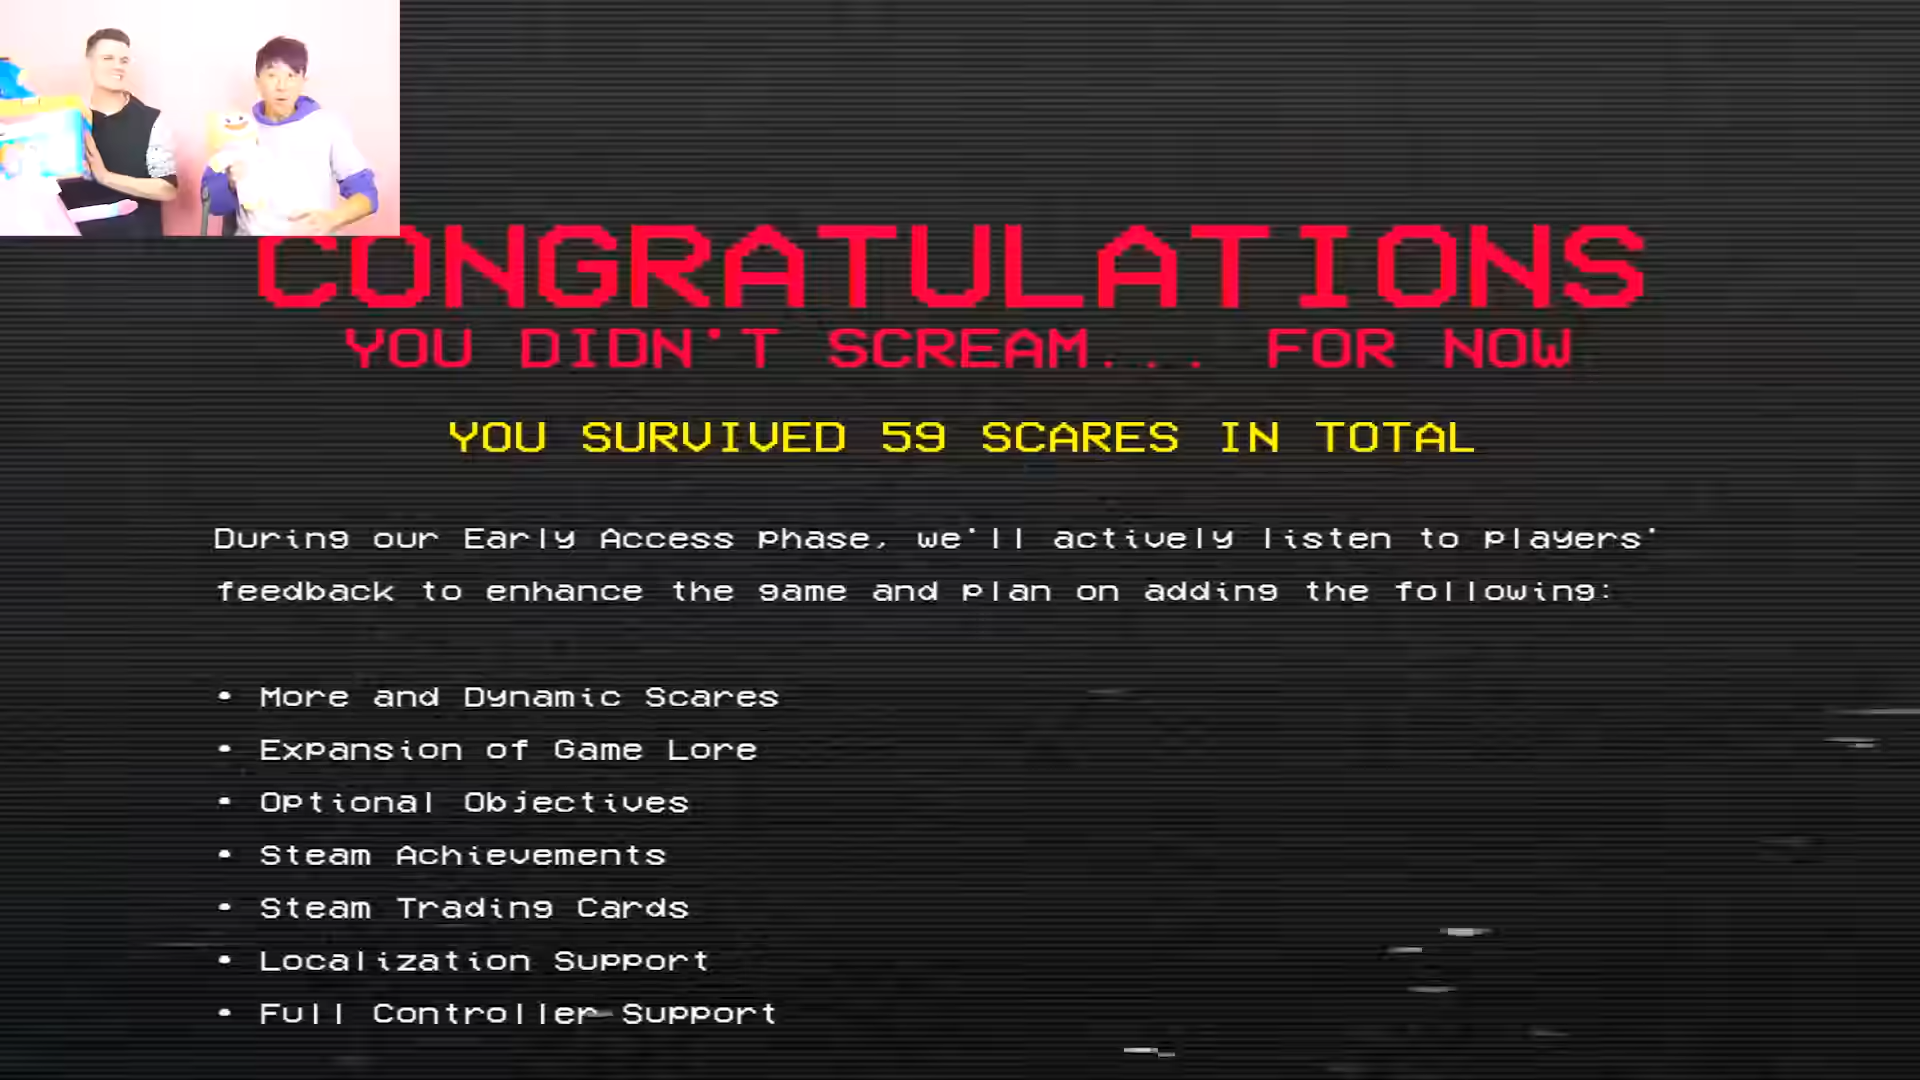 CONGRATULATIONS
YOU DIDN'T SCREAM... FOR NOW
YOU SURVIVED 59 SCARES IN TOTAL
During our Early Access phase, we'll actively listen to players'
feedback to enhance the game and plan on adding the following:
• More and Dynamic Scares
• Expansion of Game Lore
• Optional Objectives
• Steam Achievements
• Steam Trading Cards
• Localization Support
• Full Controller Support